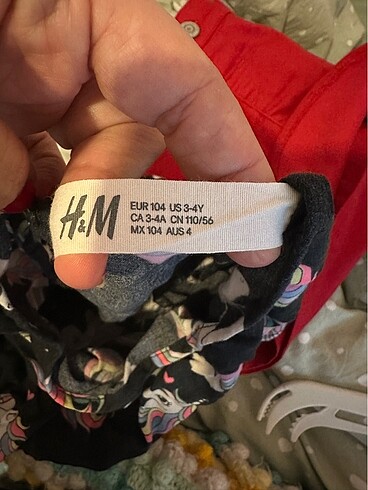 H&M
EUR 104 US 3-4Y
CA 3-4A CN 110/56
MX 104 AUS 4